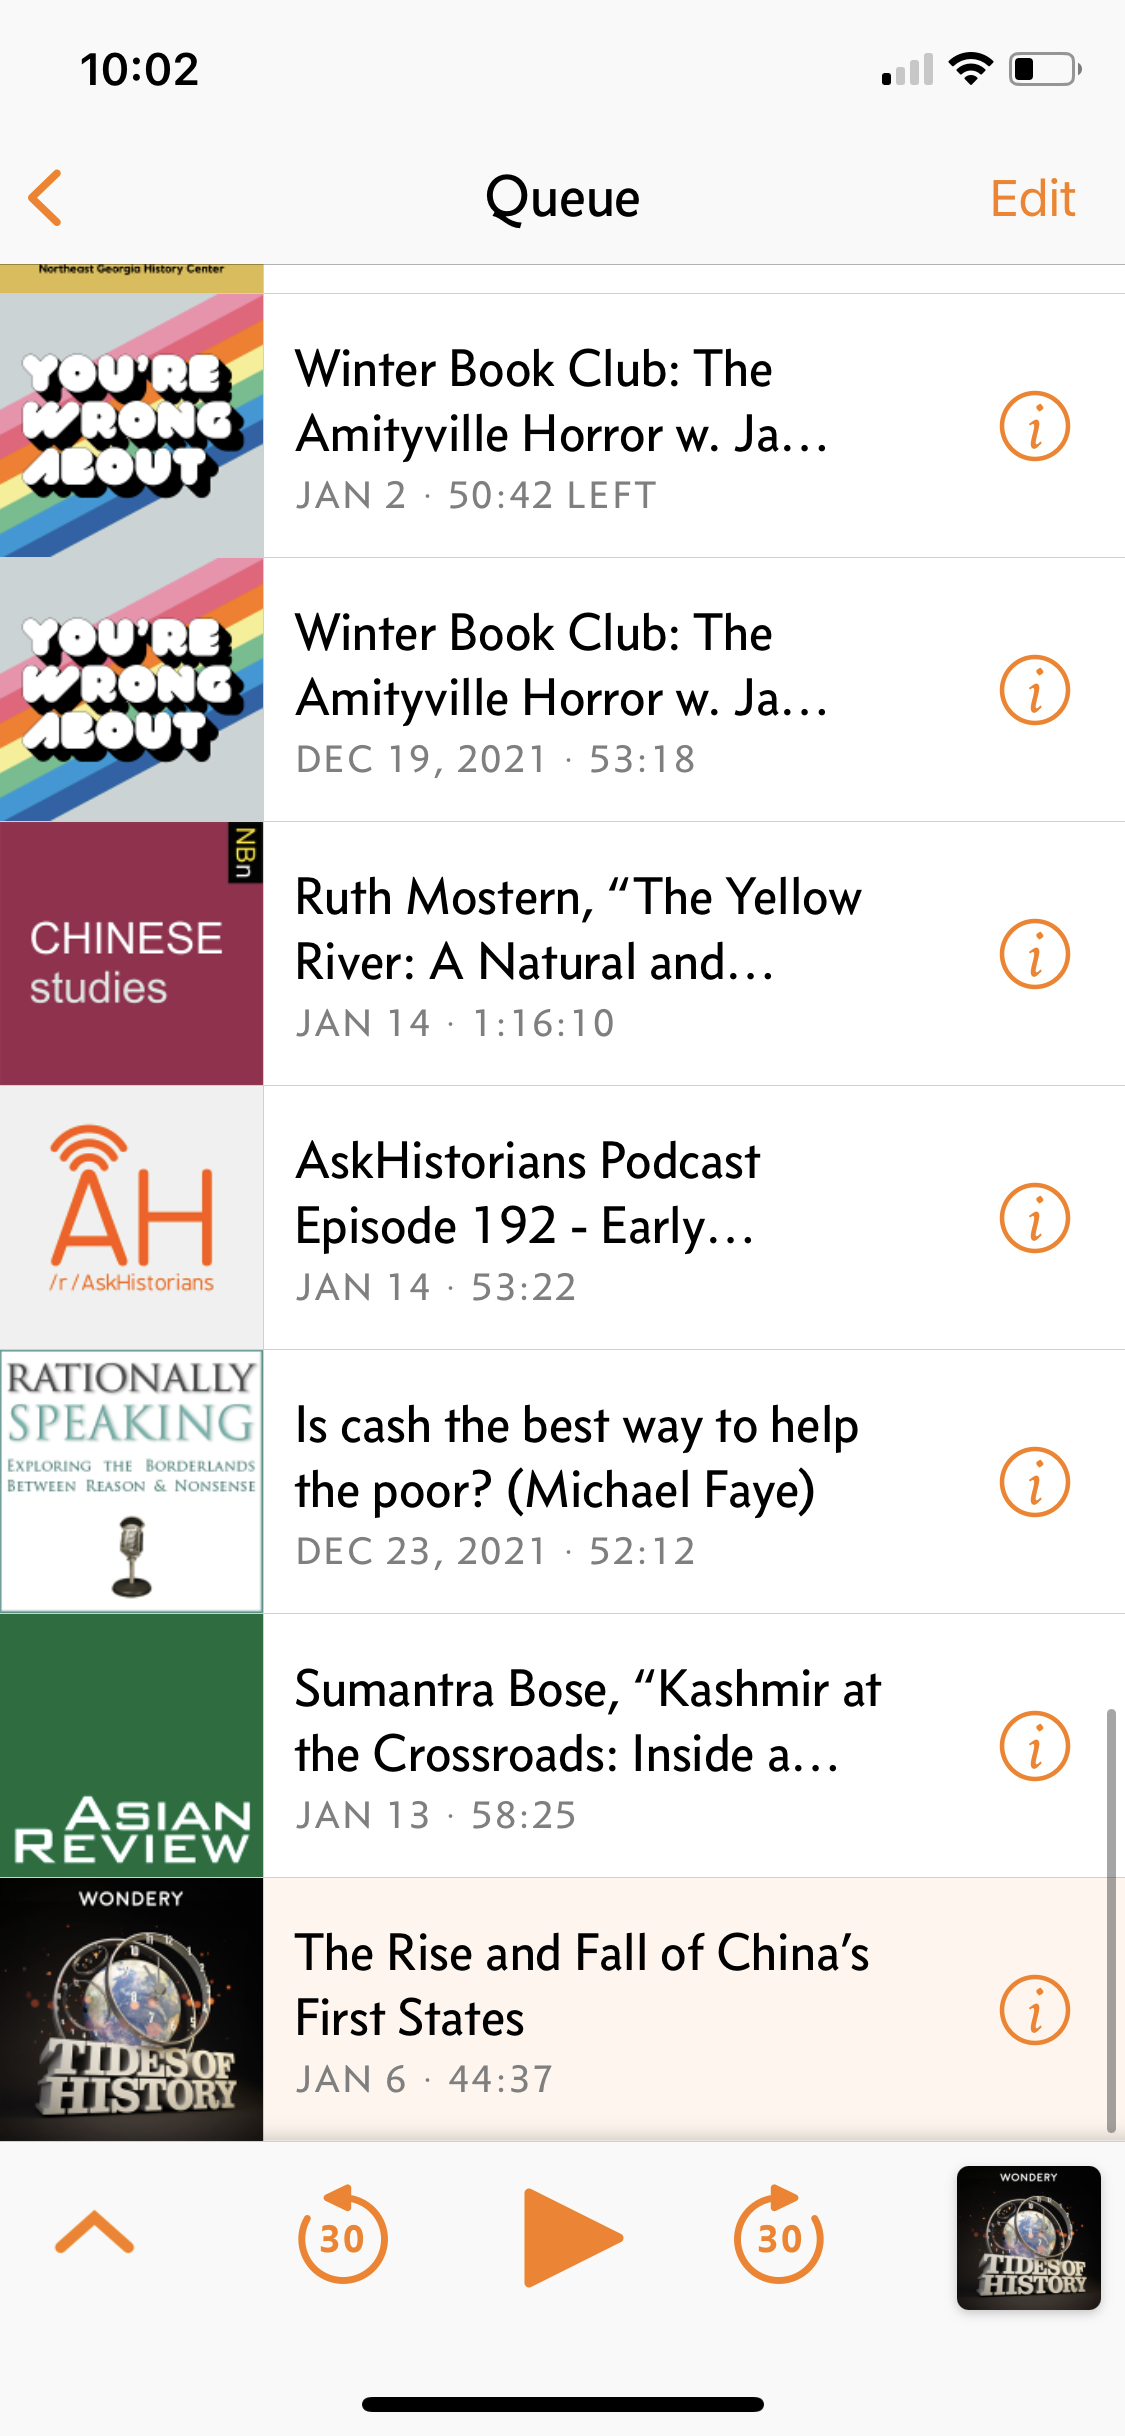 10:02
Queue
Edit
Northeast Georgia History Center
YOU'RE
WRONG
ABOUT
Winter Book Club: The
Amityville Horror w. Ja...
JAN 2 · 50:42 LEFT
YOU'RE
WRONG
ABOUT
Winter Book Club: The
Amityville Horror w. Ja...
DEC 19, 2021 · 53:18
NBn
CHINESE
studies
Ruth Mostern, “The Yellow
River: A Natural and...
JAN 14 · 1:16:10
AH
/r/AskHistorians
AskHistorians Podcast
Episode 192 - Early...
JAN 14 · 53:22
RATIONALLY
SPEAKING
EXPLORING THE BORDERLANDS
BETWEEN REASON & NONSENSE
Is cash the best way to help
the poor? (Michael Faye)
DEC 23, 2021 · 52:12
ASIAN
REVIEW
Sumantra Bose, “Kashmir at
the Crossroads: Inside a...
JAN 13 · 58:25
WONDERY
TIDES OF
HISTORY
The Rise and Fall of China’s
First States
JAN 6 · 44:37
30
30
WONDERY
TIDES OF
HISTORY